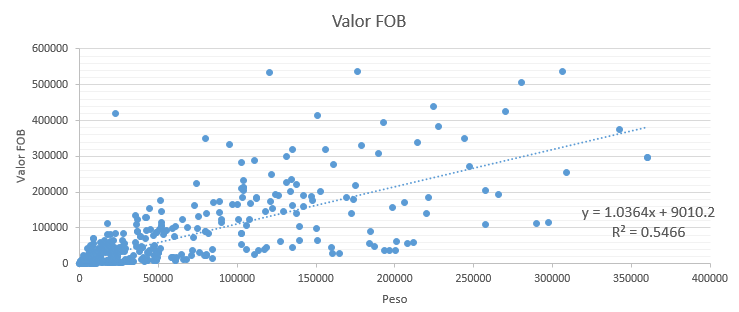 Valor FOB
600000
500000
400000
300000
200000
100000
0
Valor FOB
y = 1.0364x + 9010.2
R² = 0.5466
0 50000 100000 150000 200000 250000 300000 350000 400000
Peso